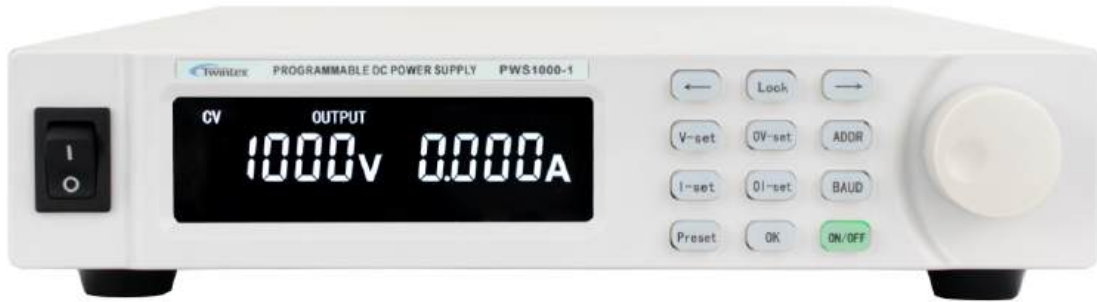 Twintex PROGRAMMABLE DC POWER SUPPLY PWS1000-1
CV OUTPUT
1000V 0.000A
← Lock →
V-set OV-set ADDR
I-set OI-set BAUD
Preset OK ON/OFF
I
O